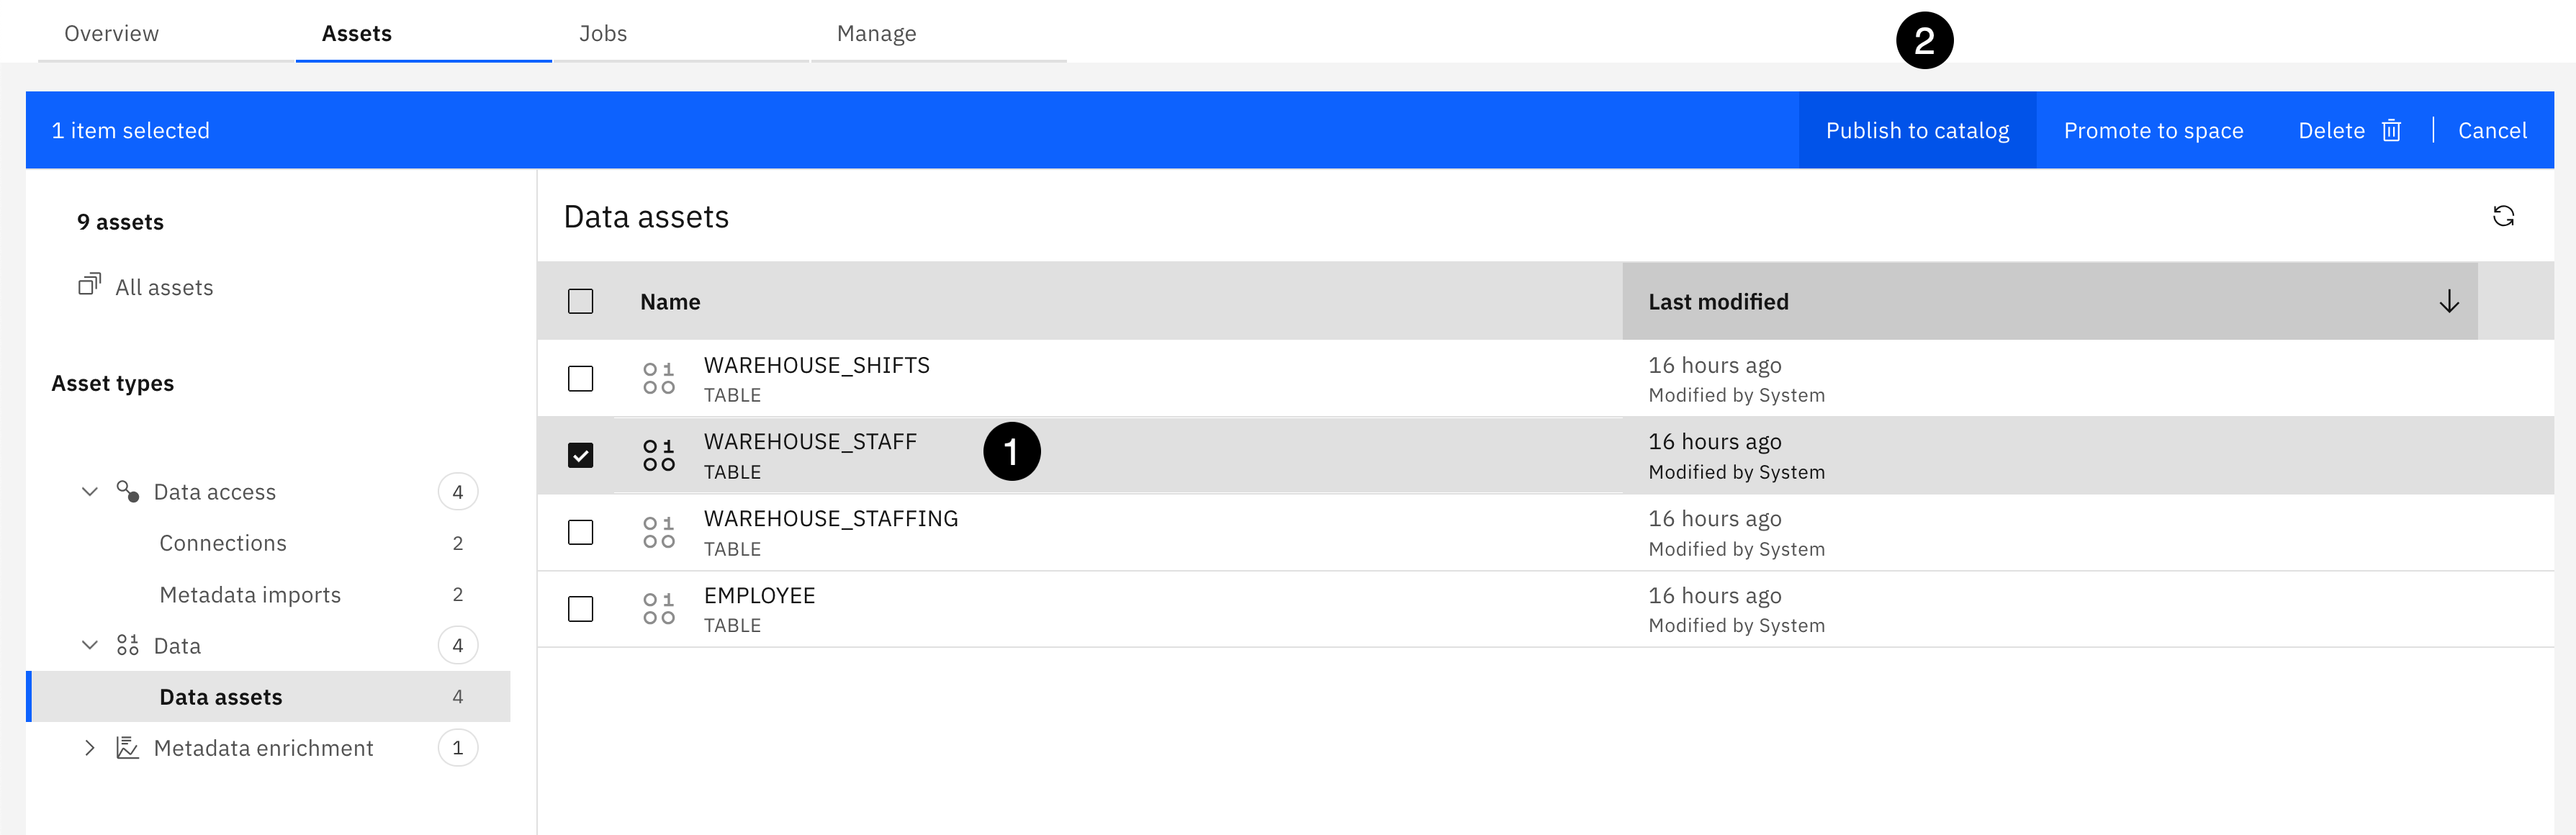 Overview Assets Jobs Manage
2
1 item selected Publish to catalog Promote to space Delete Cancel
9 assets
All assets
Asset types
Data access 4
Connections 2
Metadata imports 2
Data 4
Data assets 4
Metadata enrichment 1
Data assets
Name Last modified
WAREHOUSE_SHIFTS 16 hours ago
TABLE Modified by System
WAREHOUSE_STAFF 16 hours ago
TABLE Modified by System
1
WAREHOUSE_STAFFING 16 hours ago
TABLE Modified by System
EMPLOYEE 16 hours ago
TABLE Modified by System